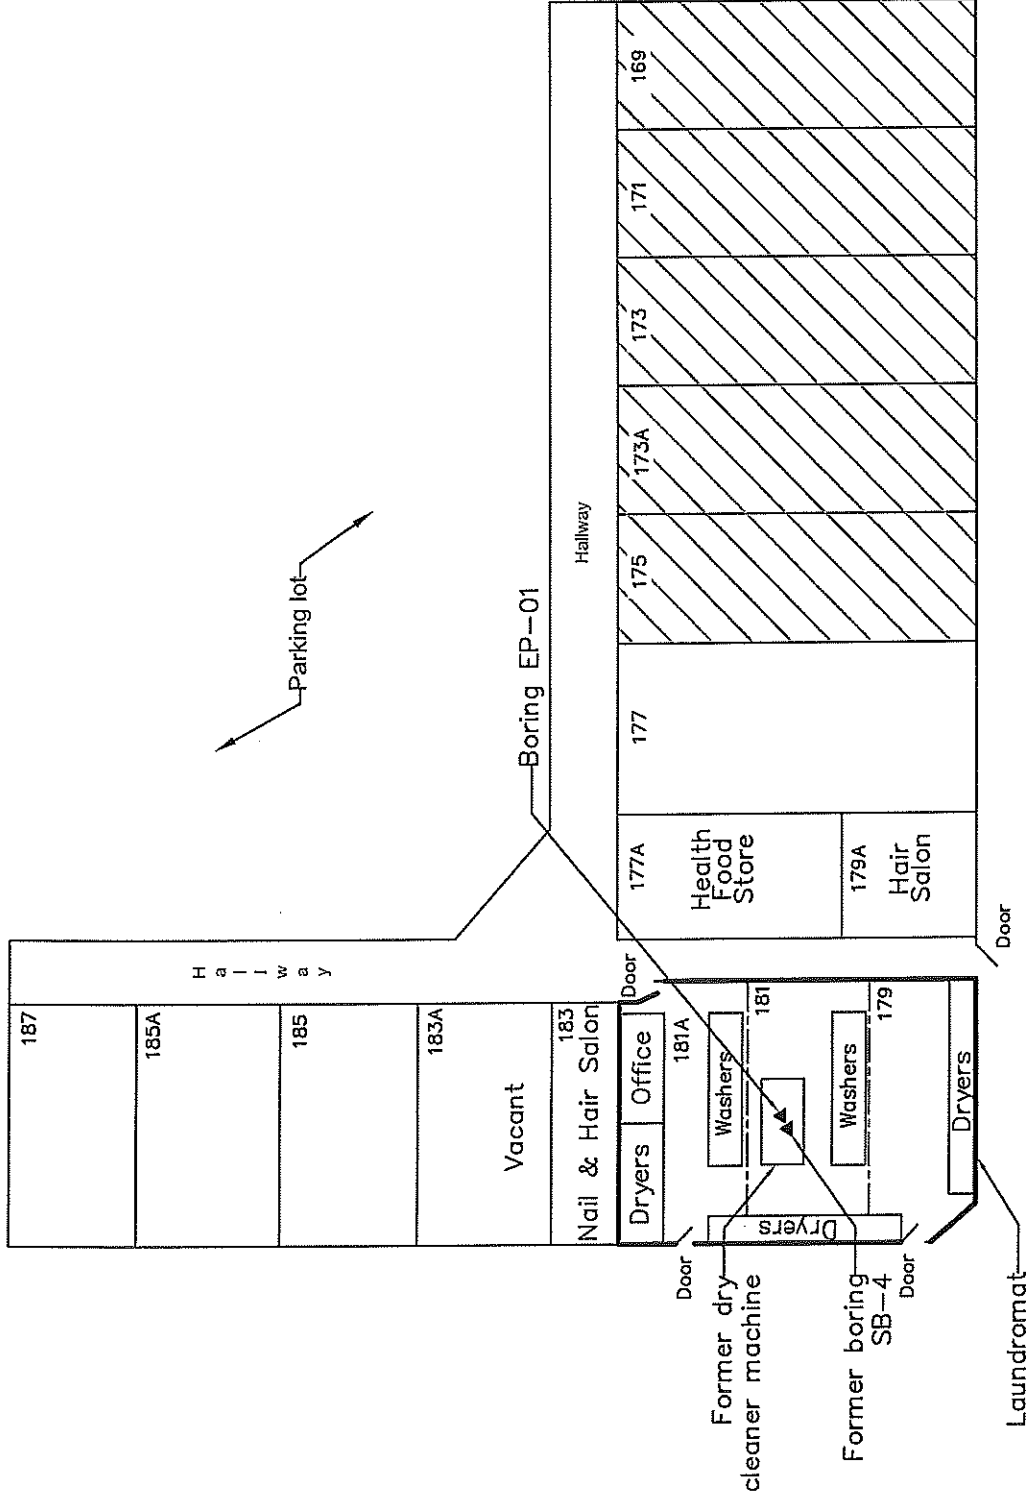 169
171
173
173A
175
Hallway
Parking lot
Boring EP-01
177
177A
Health
Food
Store
179A
Hair
Salon
Door
Hallway
187
185A
185
183A
Vacant
183
Nail & Hair Salon
Door
Office
Dryers
181A
Washers
181
Washers
179
Dryers
Dryers
Door
Door
Former dry
cleaner machine
Former boring
SB-4
Laundromat